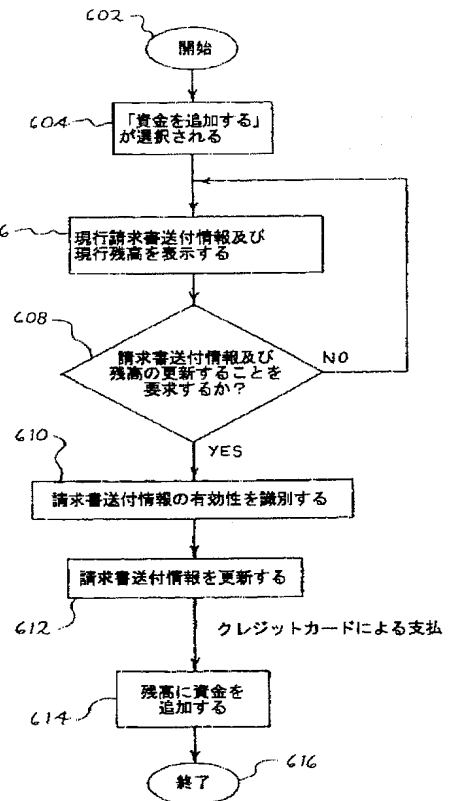 602
開始
604
「資金を追加する」
が選択される
6
現行請求書送付情報及び
現行残高を表示する
608
請求書送付情報及び
残高の更新することを
要求するか?
NO
YES
610
請求書送付情報の有効性を識別する
請求書送付情報を更新する
612
クレジットカードによる支払
残高に資金を
追加する
614
終了
616